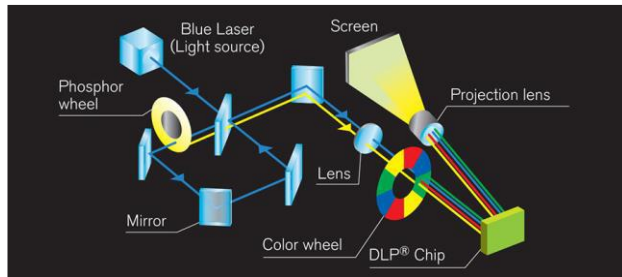 Blue Laser
(Light source)
Screen
Phosphor
wheel
Projection lens
Lens
Mirror
Color wheel
DLP® Chip